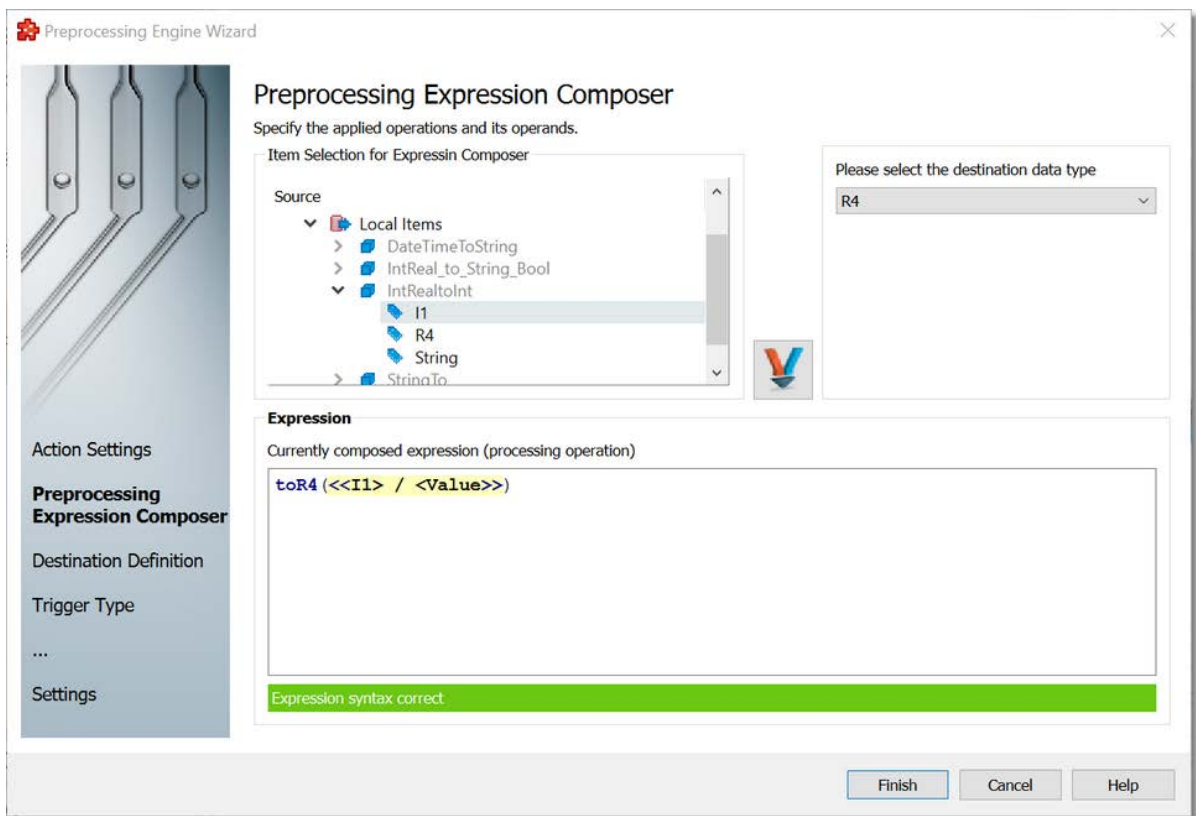 Preprocessing Engine Wizard
Preprocessing Expression Composer
Specify the applied operations and its operands.
Item Selection for Expressin Composer
Source
Local Items
DateTimeToString
IntReal_to_String_Bool
IntRealtoInt
I1
R4
String
StringTo
Please select the destination data type
R4
Action Settings
Preprocessing
Expression Composer
Destination Definition
Trigger Type
...
Settings
Expression
Currently composed expression (processing operation)
toR4(<<I1> / <Value>>)
Expression syntax correct
Finish
Cancel
Help